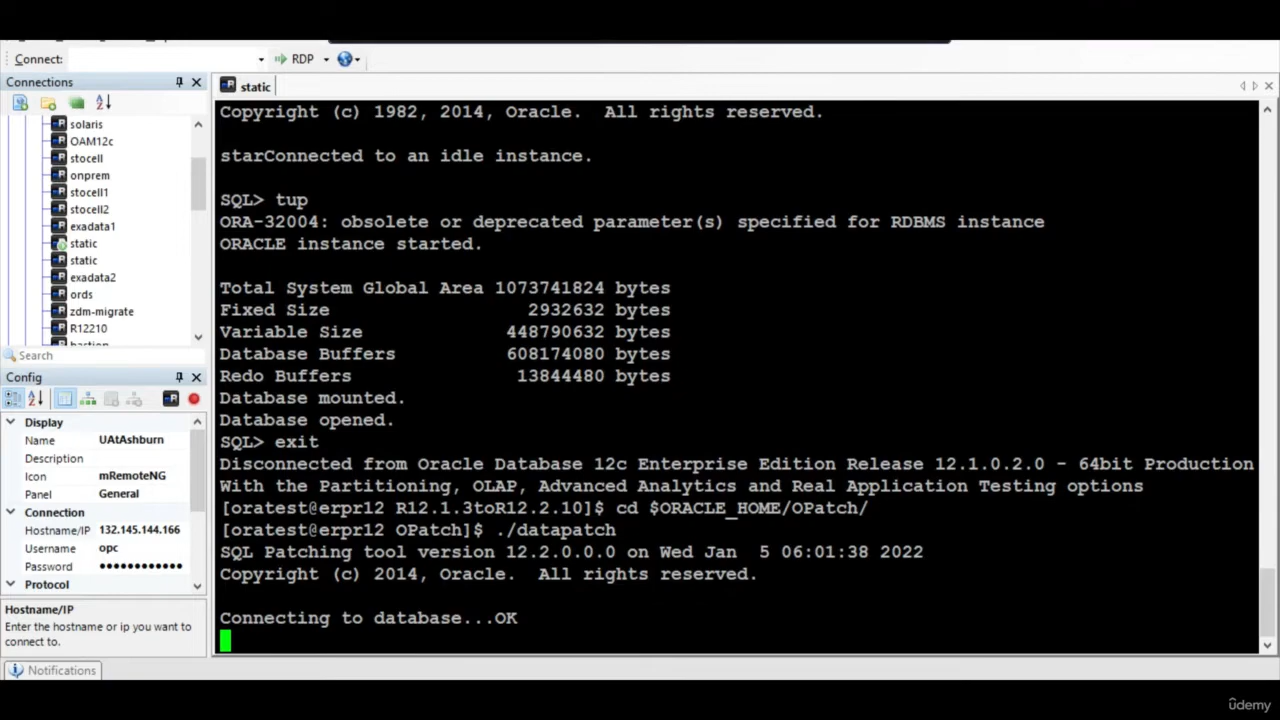 Connect:
RDP
Connections
static
solaris
OAM12c
stocell
onprem
stocell1
stocell2
exadata1
static
static
exadata2
ords
zdm-migrate
R12210
Search
Config
Display
Name UAtAshburn
Description
Icon mRemoteNG
Panel General
Connection
Hostname/IP 132.145.144.166
Username opc
Password ••••••••••••
Protocol
Hostname/IP
Enter the hostname or ip you want to
connect to.
Notifications
Copyright (c) 1982, 2014, Oracle.  All rights reserved.
starConnected to an idle instance.
SQL> tup
ORA-32004: obsolete or deprecated parameter(s) specified for RDBMS instance
ORACLE instance started.
Total System Global Area 1073741824 bytes
Fixed Size                  2932632 bytes
Variable Size             448790632 bytes
Database Buffers          608174080 bytes
Redo Buffers               13844480 bytes
Database mounted.
Database opened.
SQL> exit
Disconnected from Oracle Database 12c Enterprise Edition Release 12.1.0.2.0 - 64bit Production
With the Partitioning, OLAP, Advanced Analytics and Real Application Testing options
[oratest@erpr12 R12.1.3toR12.2.10]$ cd $ORACLE_HOME/OPatch/
[oratest@erpr12 OPatch]$ ./datapatch
SQL Patching tool version 12.2.0.0.0 on Wed Jan  5 06:01:38 2022
Copyright (c) 2014, Oracle.  All rights reserved.
Connecting to database...OK
ûdemy